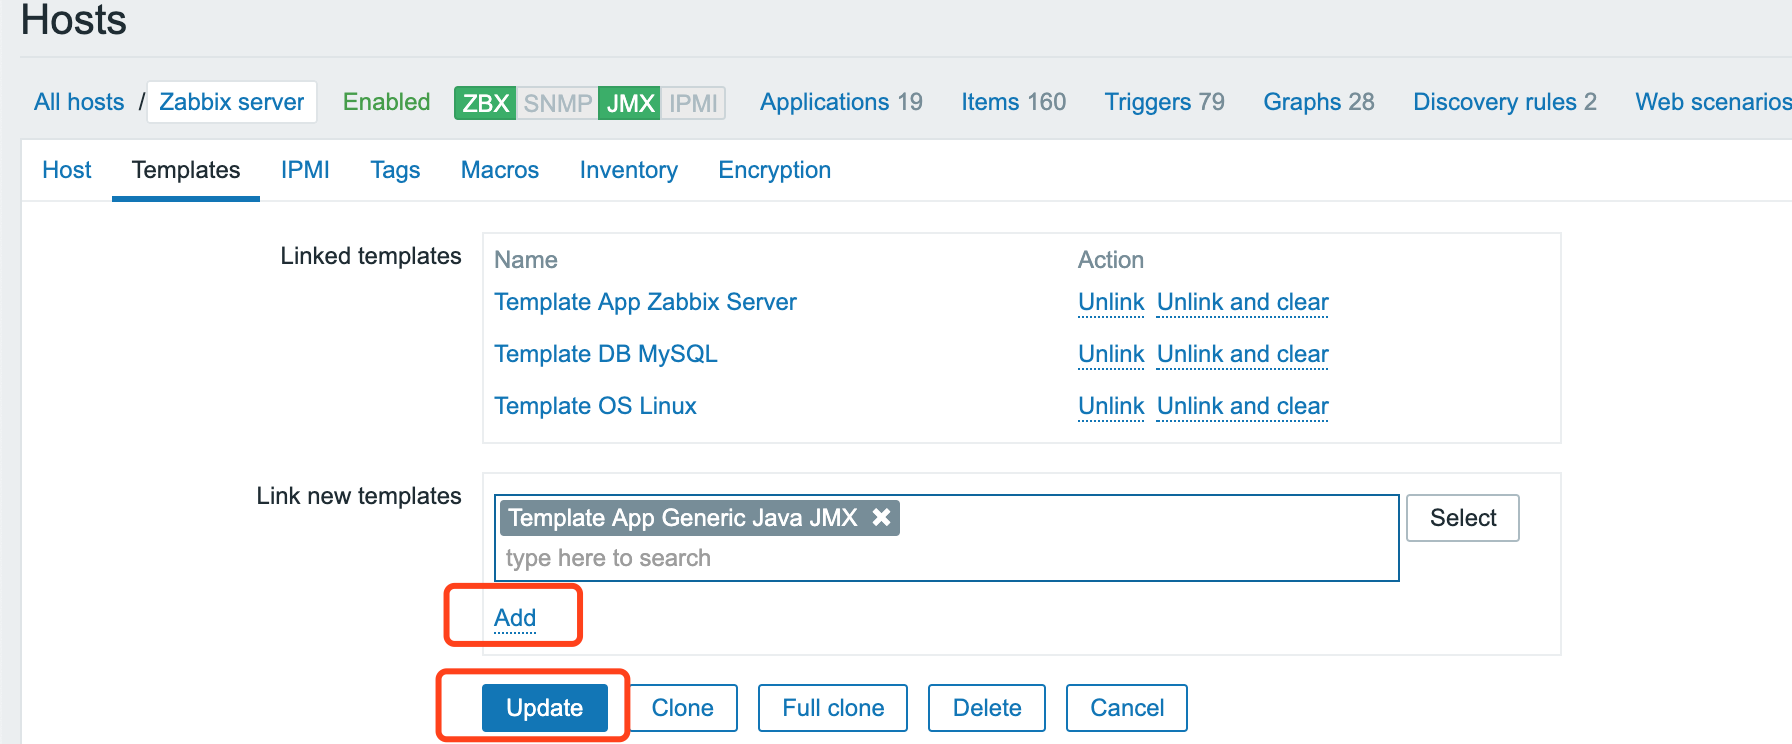 Hosts
All hosts / Zabbix server Enabled ZBX SNMP JMX IPMI Applications 19 Items 160 Triggers 79 Graphs 28 Discovery rules 2 Web scenarios
Host Templates IPMI Tags Macros Inventory Encryption
Linked templates Name Action
Template App Zabbix Server Unlink Unlink and clear
Template DB MySQL Unlink Unlink and clear
Template OS Linux Unlink Unlink and clear
Link new templates Template App Generic Java JMX ✖ Select
type here to search
Add
Update Clone Full clone Delete Cancel